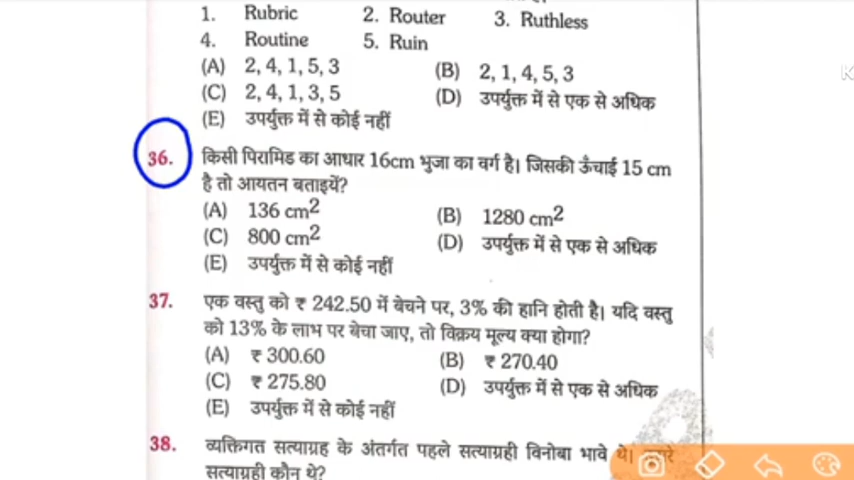 1. Rubric 2. Router 3. Ruthless
4. Routine 5. Ruin
(A) 2, 4, 1, 5, 3 (B) 2, 1, 4, 5, 3
(C) 2, 4, 1, 3, 5 (D) उपर्युक्त में से एक से अधिक
(E) उपर्युक्त में से कोई नहीं
36. किसी पिरामिड का आधार 16cm भुजा का वर्ग है। जिसकी ऊँचाई 15 cm
है तो आयतन बताइयें?
(A) 136 cm2 (B) 1280 cm2
(C) 800 cm2 (D) उपर्युक्त में से एक से अधिक
(E) उपर्युक्त में से कोई नहीं
37. एक वस्तु को ₹ 242.50 में बेचने पर, 3% की हानि होती है। यदि वस्तु
को 13% के लाभ पर बेचा जाए, तो विक्रय मूल्य क्या होगा?
(A) ₹ 300.60 (B) ₹ 270.40
(C) ₹ 275.80 (D) उपर्युक्त में से एक से अधिक
(E) उपर्युक्त में से कोई नहीं
38. व्यक्तिगत सत्याग्रह के अंतर्गत पहले सत्याग्रही विनोबा भावे थे।
सत्याग्रही कौन थे?